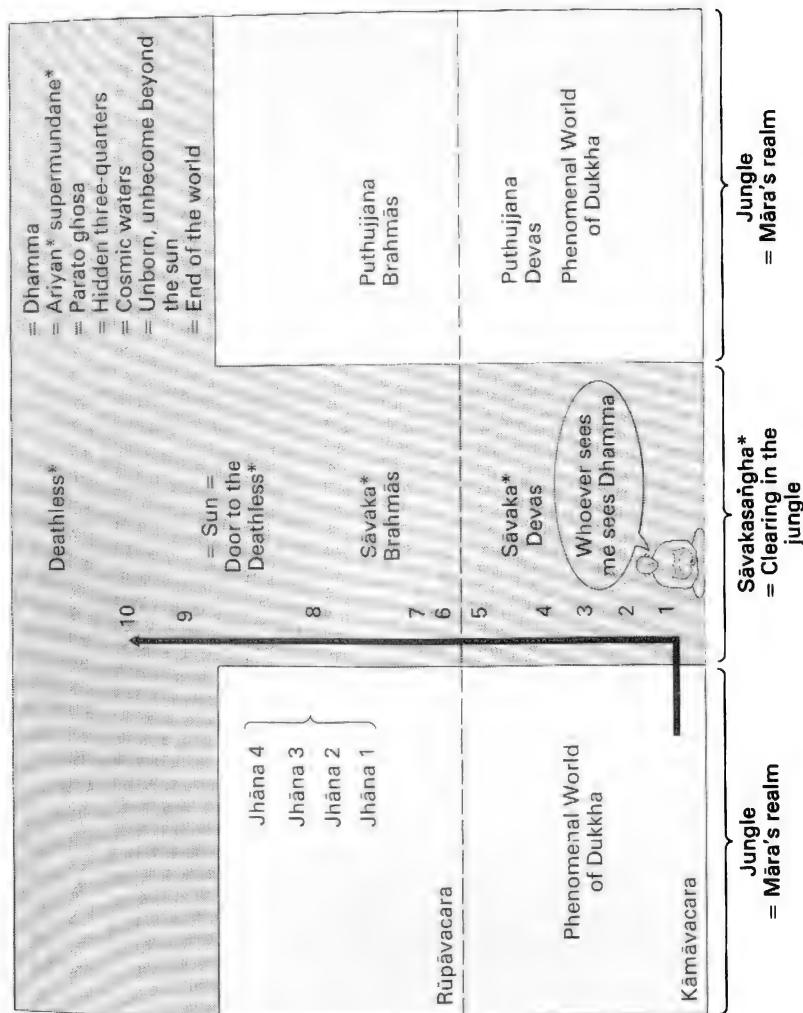 = Dhamma
= Ariyan* supermundane*
= Parato ghosa
= Hidden three-quarters
= Cosmic waters
= Unborn, unbecome beyond
the sun
= End of the world
Deathless*
= Sun =
Door to the
Deathless*
10
9
8
7
6
5
4
3
2
1
Jhāna 4
Jhāna 3
Jhāna 2
Jhāna 1
Sāvaka*
Brahmās
Puthujjana
Brahmās
Rūpāvacara
Sāvaka*
Devas
Puthujjana
Devas
Phenomenal World
of Dukkha
Phenomenal World
of Dukkha
Whoever sees
me sees Dhamma
Kāmāvacara
Jungle
= Māra's realm
Sāvakasaṅgha*
= Clearing in the
jungle
Jungle
= Māra's realm